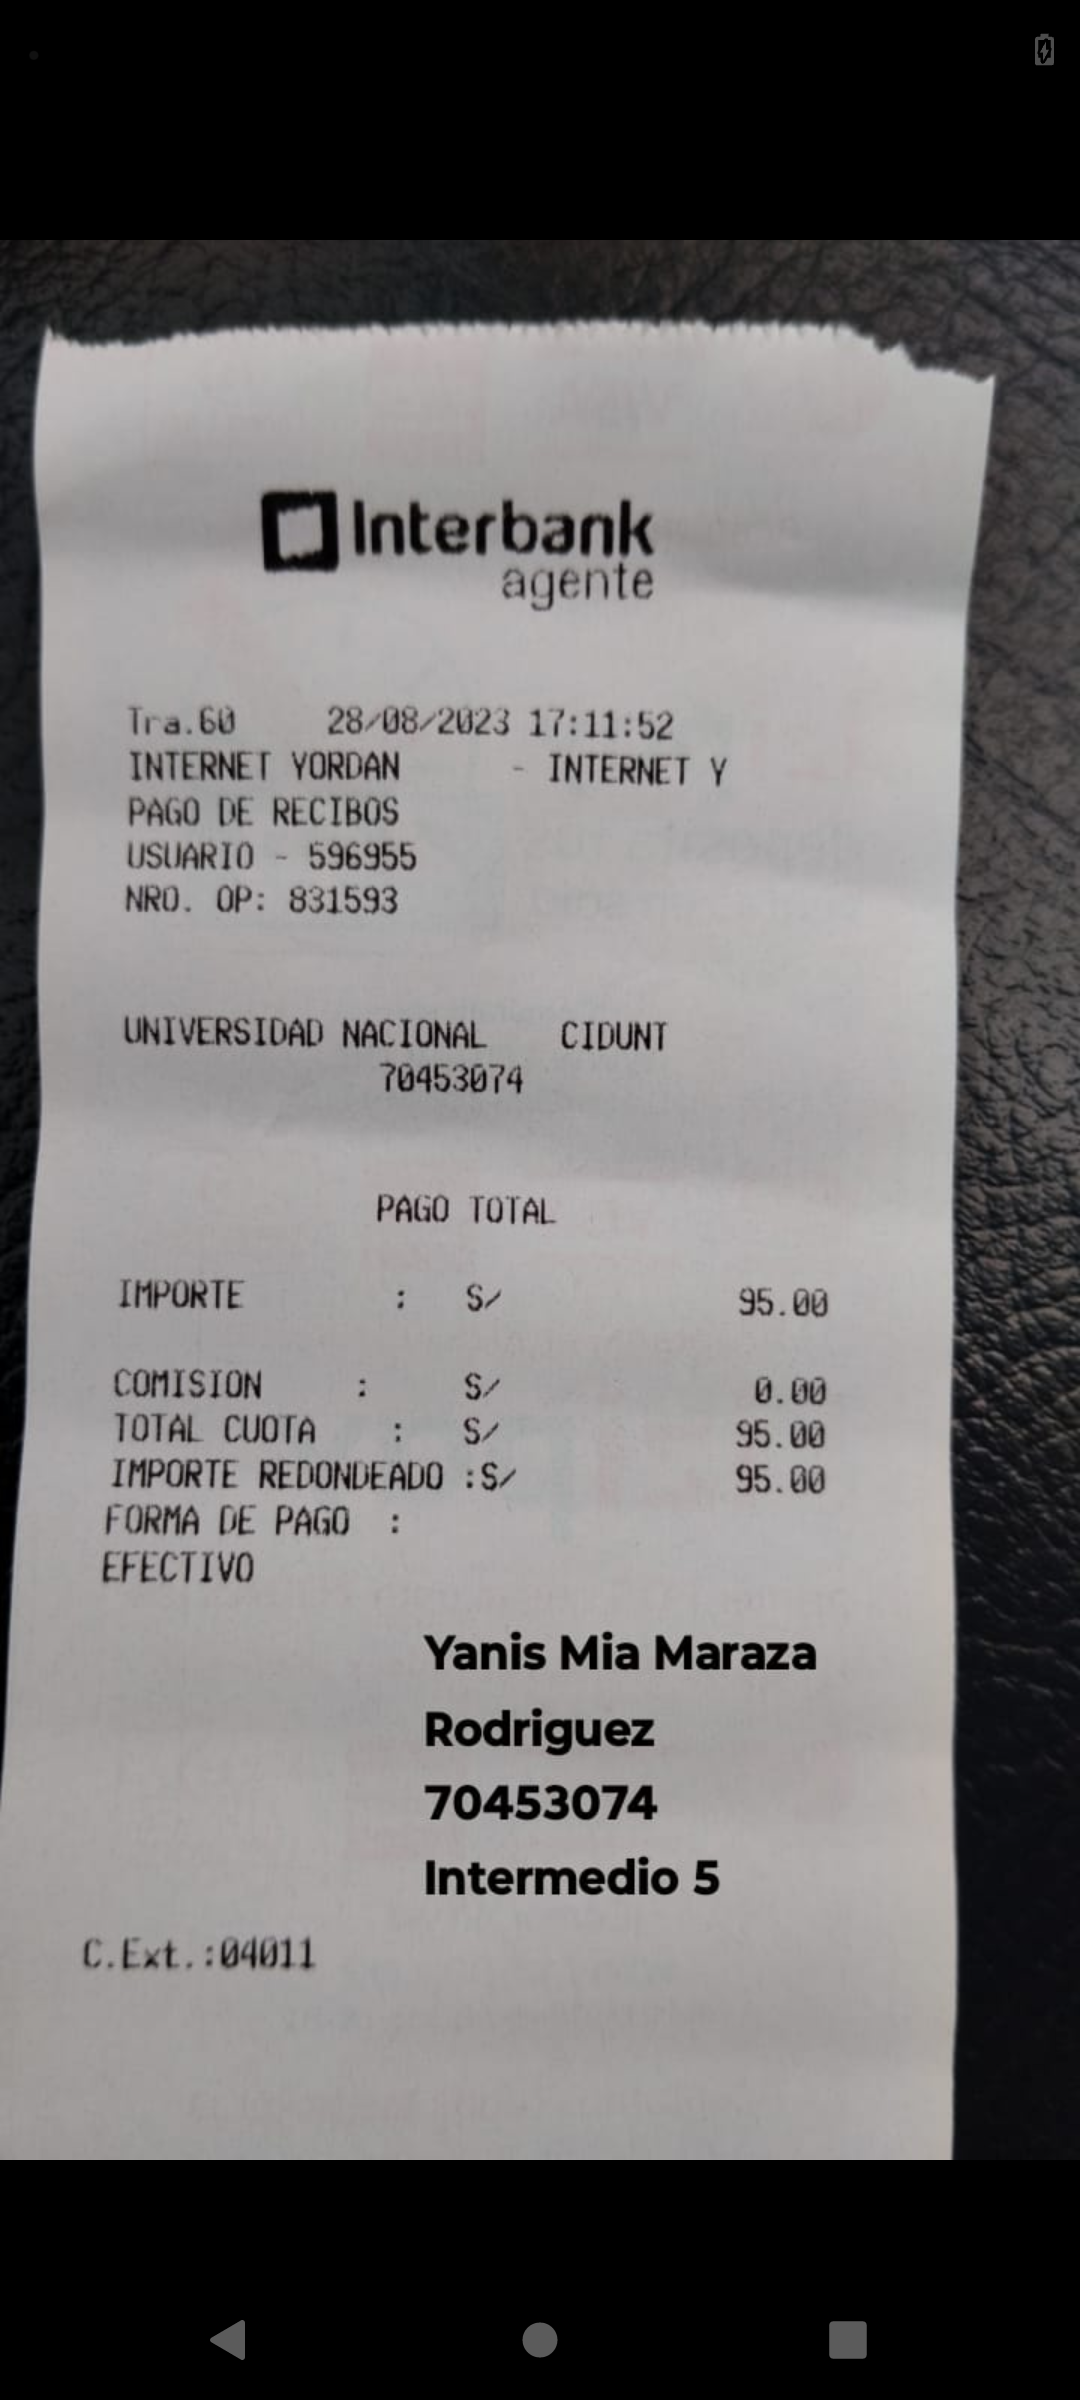 Interbank
agente
Tra.60 28/08/2023 17:11:52
INTERNET YORDAN - INTERNET Y
PAGO DE RECIBOS
USUARIO - 596955
NRO. OP: 831593
UNIVERSIDAD NACIONAL CIDUNT
70453074
PAGO TOTAL
IMPORTE : S/ 95.00
COMISION : S/ 0.00
TOTAL CUOTA : S/ 95.00
IMPORTE REDONDEADO :S/ 95.00
FORMA DE PAGO :
EFECTIVO
Yanis Mia Maraza
Rodriguez
70453074
Intermedio 5
C.Ext.:04011